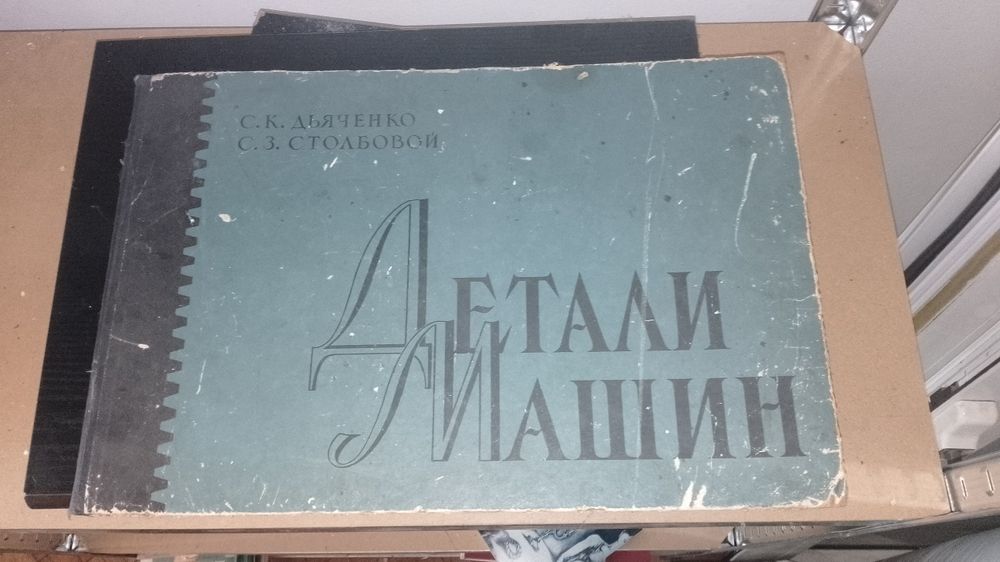 С. К. ДЬЯЧЕНКО
С. З. СТОЛБОВОЙ
ДЕТАЛИ
МАШИН